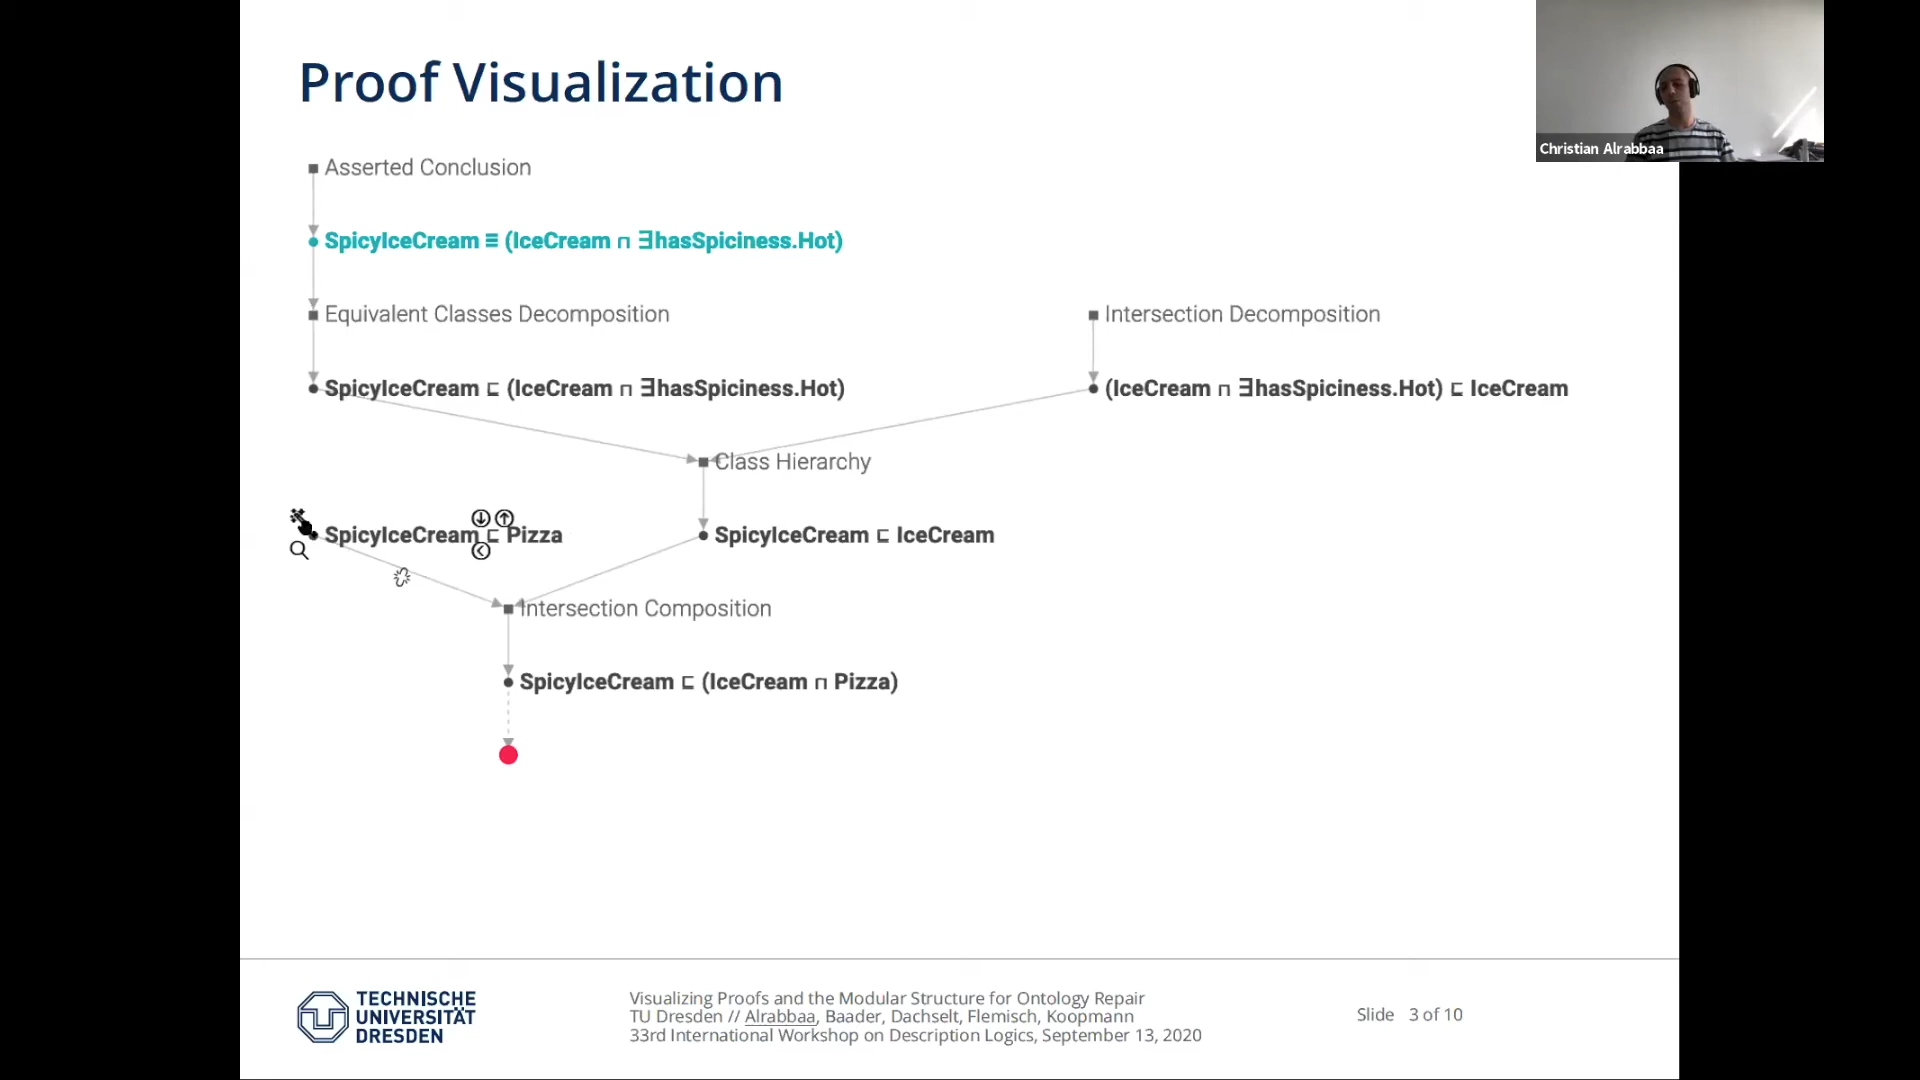 Proof Visualization
Christian Alrabbaa
Asserted Conclusion
SpicyIceCream ≡ (IceCream ⊓ ∃hasSpiciness.Hot)
Equivalent Classes Decomposition
Intersection Decomposition
SpicyIceCream ⊏ (IceCream ⊓ ∃hasSpiciness.Hot)
(IceCream ⊓ ∃hasSpiciness.Hot) ⊏ IceCream
Class Hierarchy
SpicyIceCream ⊏ Pizza
SpicyIceCream ⊏ IceCream
Intersection Composition
SpicyIceCream ⊏ (IceCream ⊓ Pizza)
TECHNISCHE
UNIVERSITÄT
DRESDEN
Visualizing Proofs and the Modular Structure for Ontology Repair
TU Dresden // Alrabbaa, Baader, Dachselt, Flemisch, Koopmann
33rd International Workshop on Description Logics, September 13, 2020
Slide 3 of 10